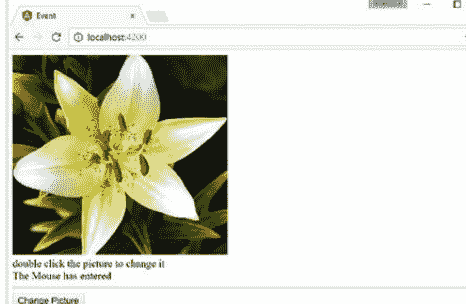 Event
localhost:4200
double click the picture to change it
The Mouse has entered
Change Picture